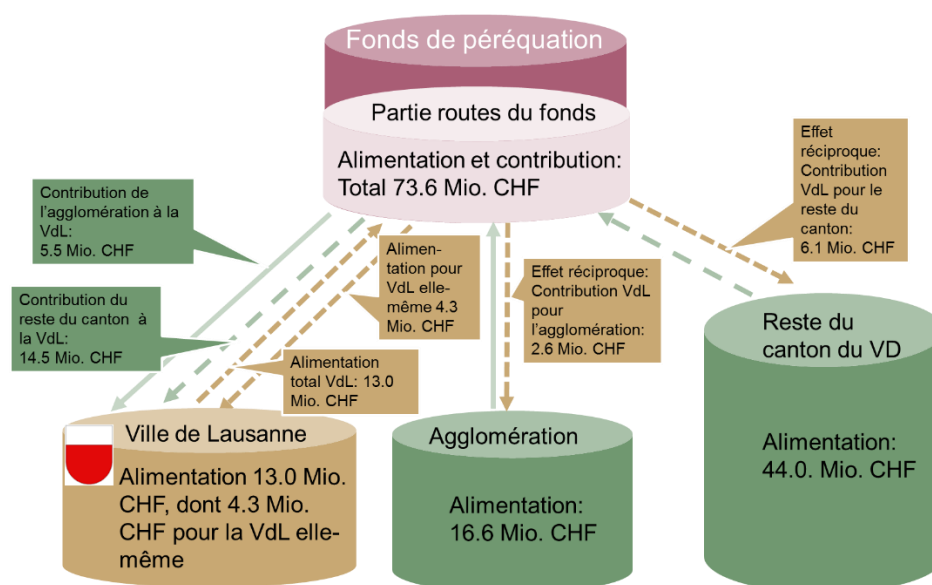 Fonds de péréquation
Partie routes du fonds
Alimentation et contribution:
Total 73.6 Mio. CHF
Effet
réciproque:
Contribution
VdL pour le
reste du
canton:
6.1 Mio. CHF
Contribution de
l'agglomération à la
VdL:
5.5 Mio. CHF
Contribution du
reste du canton à
la VdL:
14.5 Mio. CHF
Alimen-
tation pour
VdL elle-
même 4.3
Mio. CHF
Alimentation
total VdL: 13.0
Mio. CHF
Effet réciproque:
Contribution VdL
pour
l'agglomération:
2.6 Mio. CHF
Ville de Lausanne
Alimentation 13.0 Mio.
CHF, dont 4.3 Mio.
CHF pour la VdL elle-
même
Agglomération
Alimentation:
16.6 Mio. CHF
Reste du
canton du VD
Alimentation:
44.0. Mio. CHF